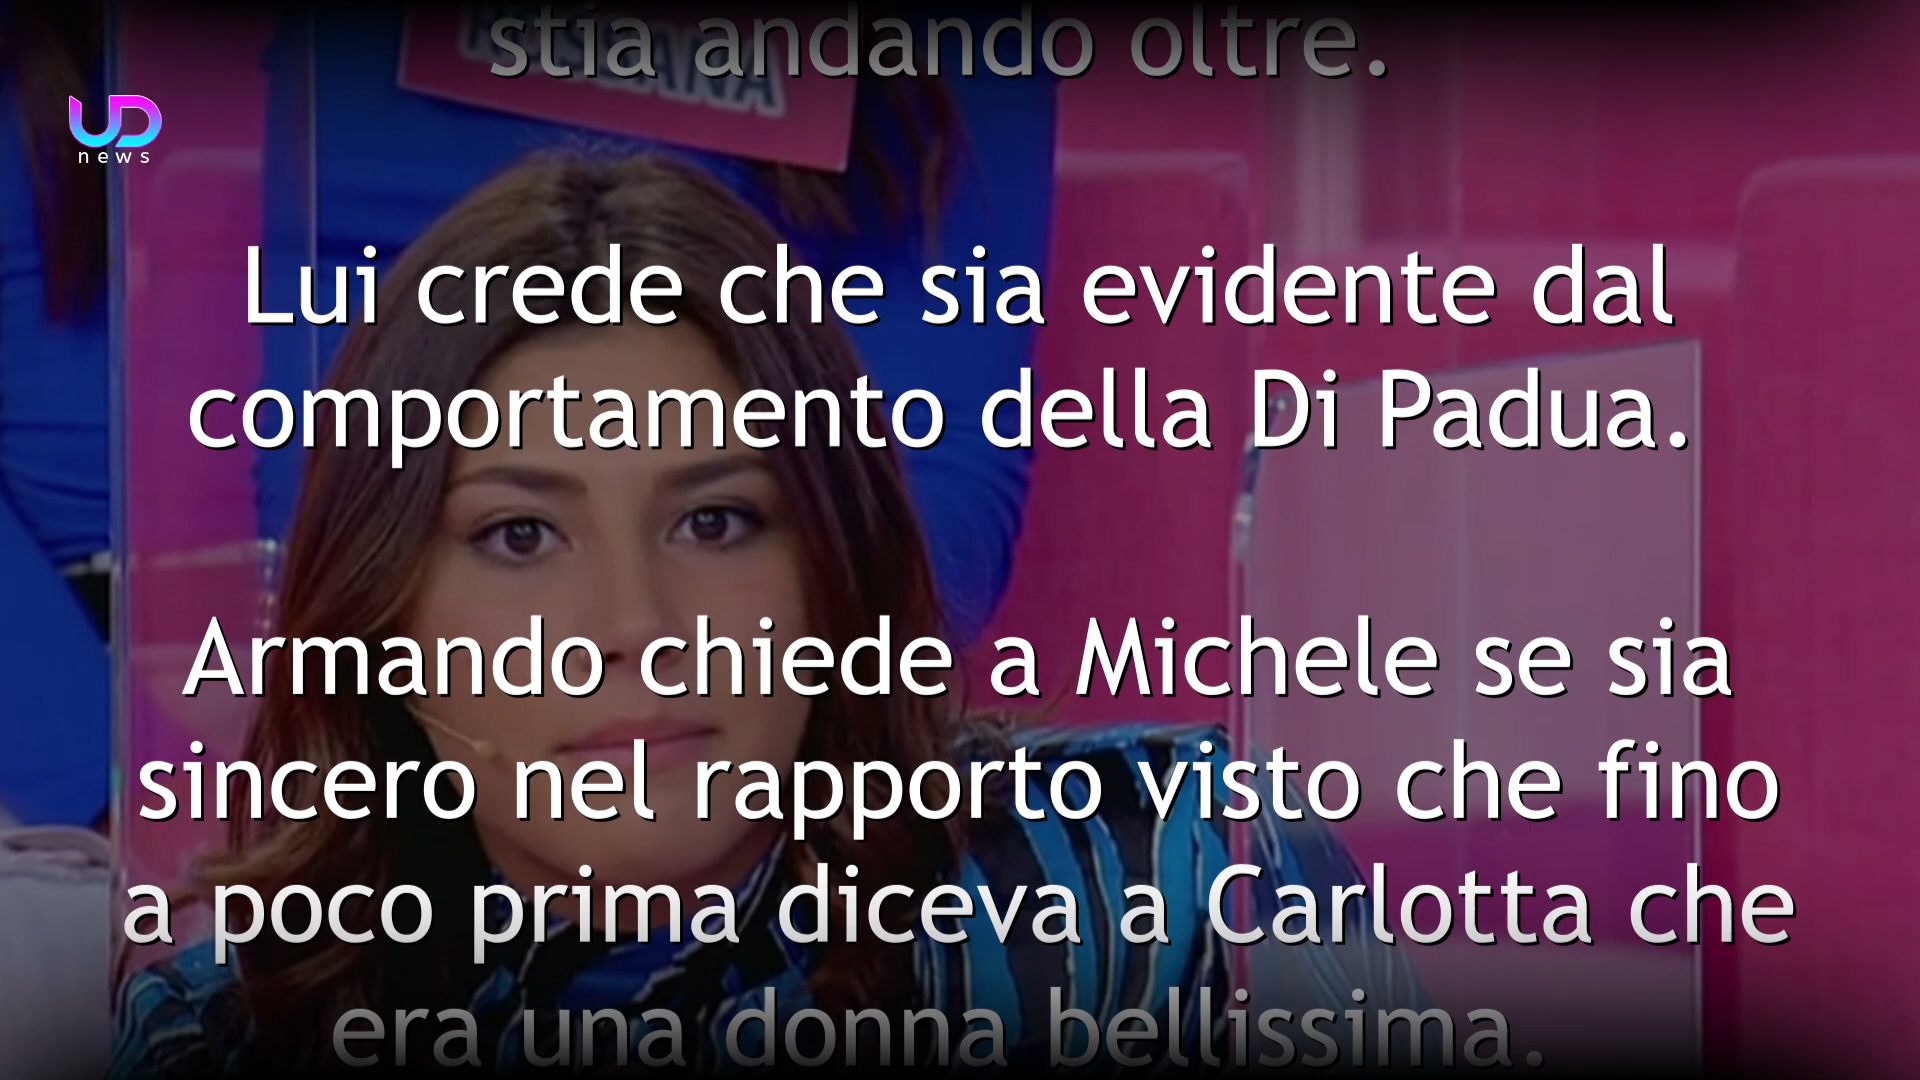 stia andando oltre.
UD
news
Lui crede che sia evidente dal
comportamento della Di Padua.
Armando chiede a Michele se sia
sincero nel rapporto visto che fino
a poco prima diceva a Carlotta che
era una donna bellissima.